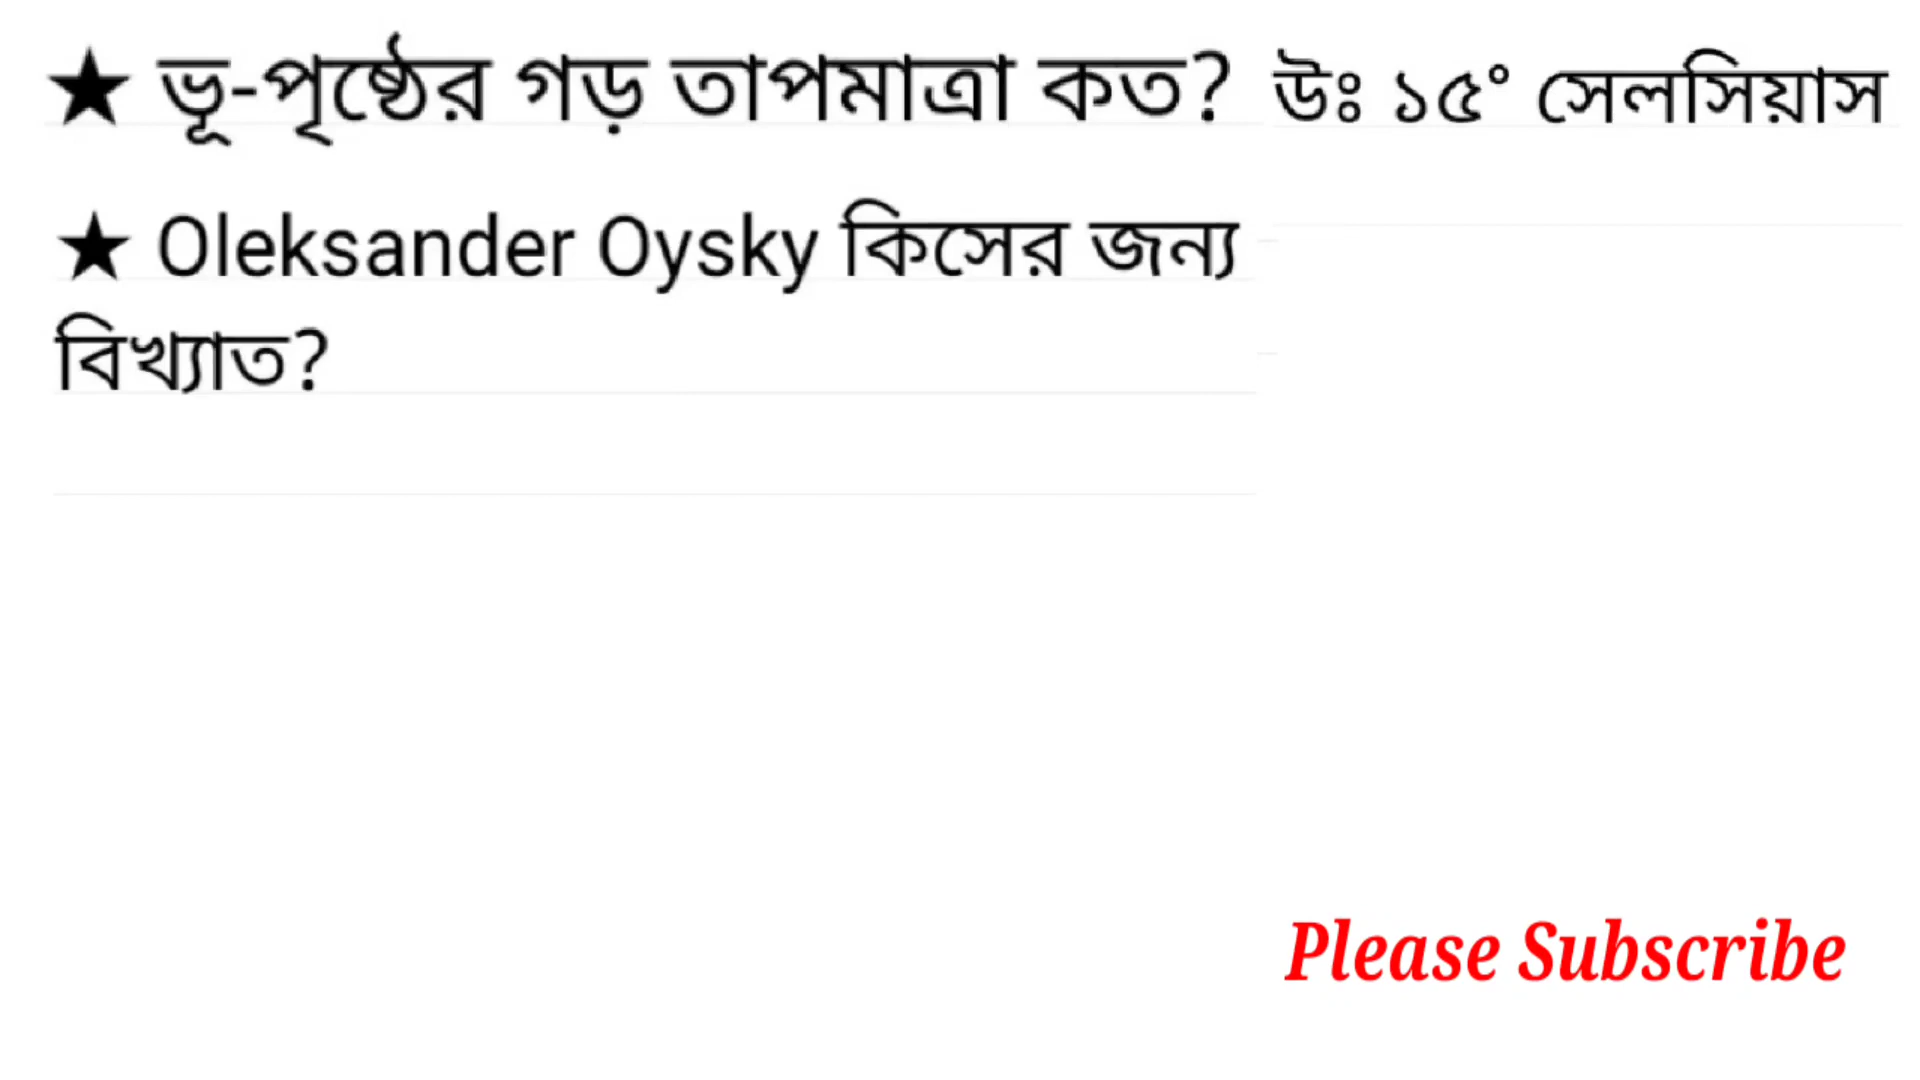 ★ ভূ-পৃষ্ঠের গড় তাপমাত্রা কত? উঃ ১৫° সেলসিয়াস
★ Oleksander Oysky কিসের জন্য
বিখ্যাত?
Please Subscribe